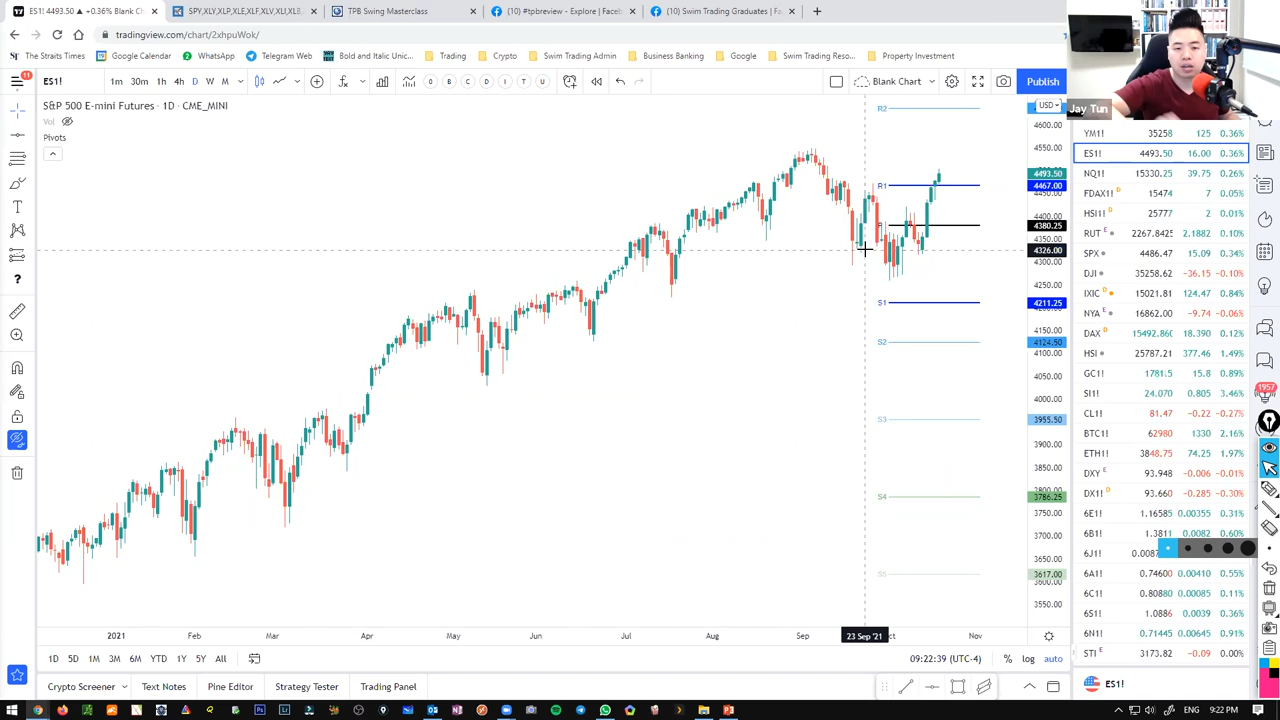 ES1! 4493.50 ▲ +0.36% Blank C
SPY,XLY,XLP,XLE,XLF,XLV,XLI,XLB
TPB Swing Masterclass
(10) #tpbreview - Explore | Faceb
(10) Swim Trading Graduates | Fac
tradingview.com/chart/2xhpuWok/
The Straits Times
Google Calendar
WhatsApp
Telegram Web
Bold and Italic Unic...
Trading
Crypto
Swim Trading Admin
Business Banking
Google
Swim Trading Reso...
Property Investment
11
ES1!
1m 30m 1h 4h D W M
O B D T U
Blank Chart
Publish
Jay Tun
S&P 500 E-mini Futures · 1D · CME_MINI
Vol
Pivots
USD
R2
R1
S1
S2
S3
S4
S5
4600.00
4550.00
4493.50
4467.00
4400.00
4380.25
4350.00
4326.00
4300.00
4250.00
4211.25
4150.00
4124.50
4100.00
4050.00
4000.00
3955.50
3900.00
3850.00
3786.25
3750.00
3700.00
3650.00
3617.00
3600.00
3550.00
YM1! 35258 125 0.36%
ES1! 4493.50 16.00 0.36%
NQ1! 15330.25 39.75 0.26%
FDAX1! D 15474 7 0.05%
HSI1! D 25777 2 0.01%
RUT E 2267.8425 2.1882 0.10%
SPX 4486.47 15.09 0.34%
DJI 35258.62 −36.15 −0.10%
IXIC D 15021.81 124.47 0.84%
NYA 16862.00 −9.74 −0.06%
DAX 15492.860 18.390 0.12%
HSI 25787.21 377.46 1.49%
GC1! 1781.5 15.8 0.89%
SI1! 24.070 0.805 3.46%
CL1! 81.47 −0.22 −0.27%
BTC1! 62980 1330 2.16%
ETH1! 3848.75 74.25 1.97%
DXY E 93.948 −0.006 −0.01%
DX1! D 93.660 −0.285 −0.30%
6E1! 1.16585 0.00355 0.31%
6B1! 1.3811 0.0082 0.60%
6J1!
6A1! 0.74600 0.00410 0.55%
6C1! 0.80880 0.00085 0.11%
6S1! 1.0886 0.0039 0.36%
6N1! 0.71445 0.00645 0.91%
STI E 3173.82 −0.09 0.00%
1957
2021 Feb Mar Apr May Jun Jul Aug Sep 23 Sep '21 Nov
1D 5D 1M 3M 6M YTD 1Y 5Y All
09:22:39 (UTC-4)
% log auto
Crypto Screener
Text Notes
Pine Editor
Strategy Tester
Trading Panel
ES1!
ENG 9:22 PM